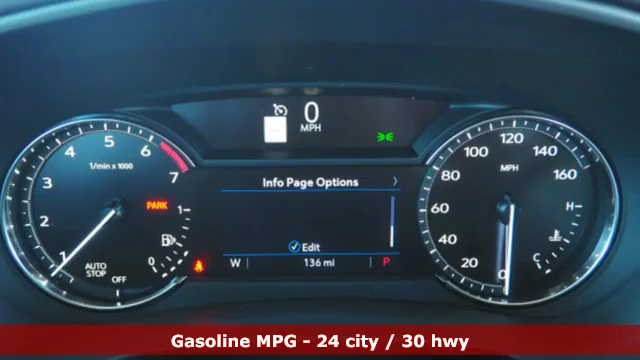 0
MPH
1
2
3
4
5
6
7
1/min x 1000
PARK
1
0
AUTO
STOP
OFF
Info Page Options
Edit
W
136 mi
P
0
20
40
60
80
100
120
140
160
MPH
H
C
Gasoline MPG - 24 city / 30 hwy